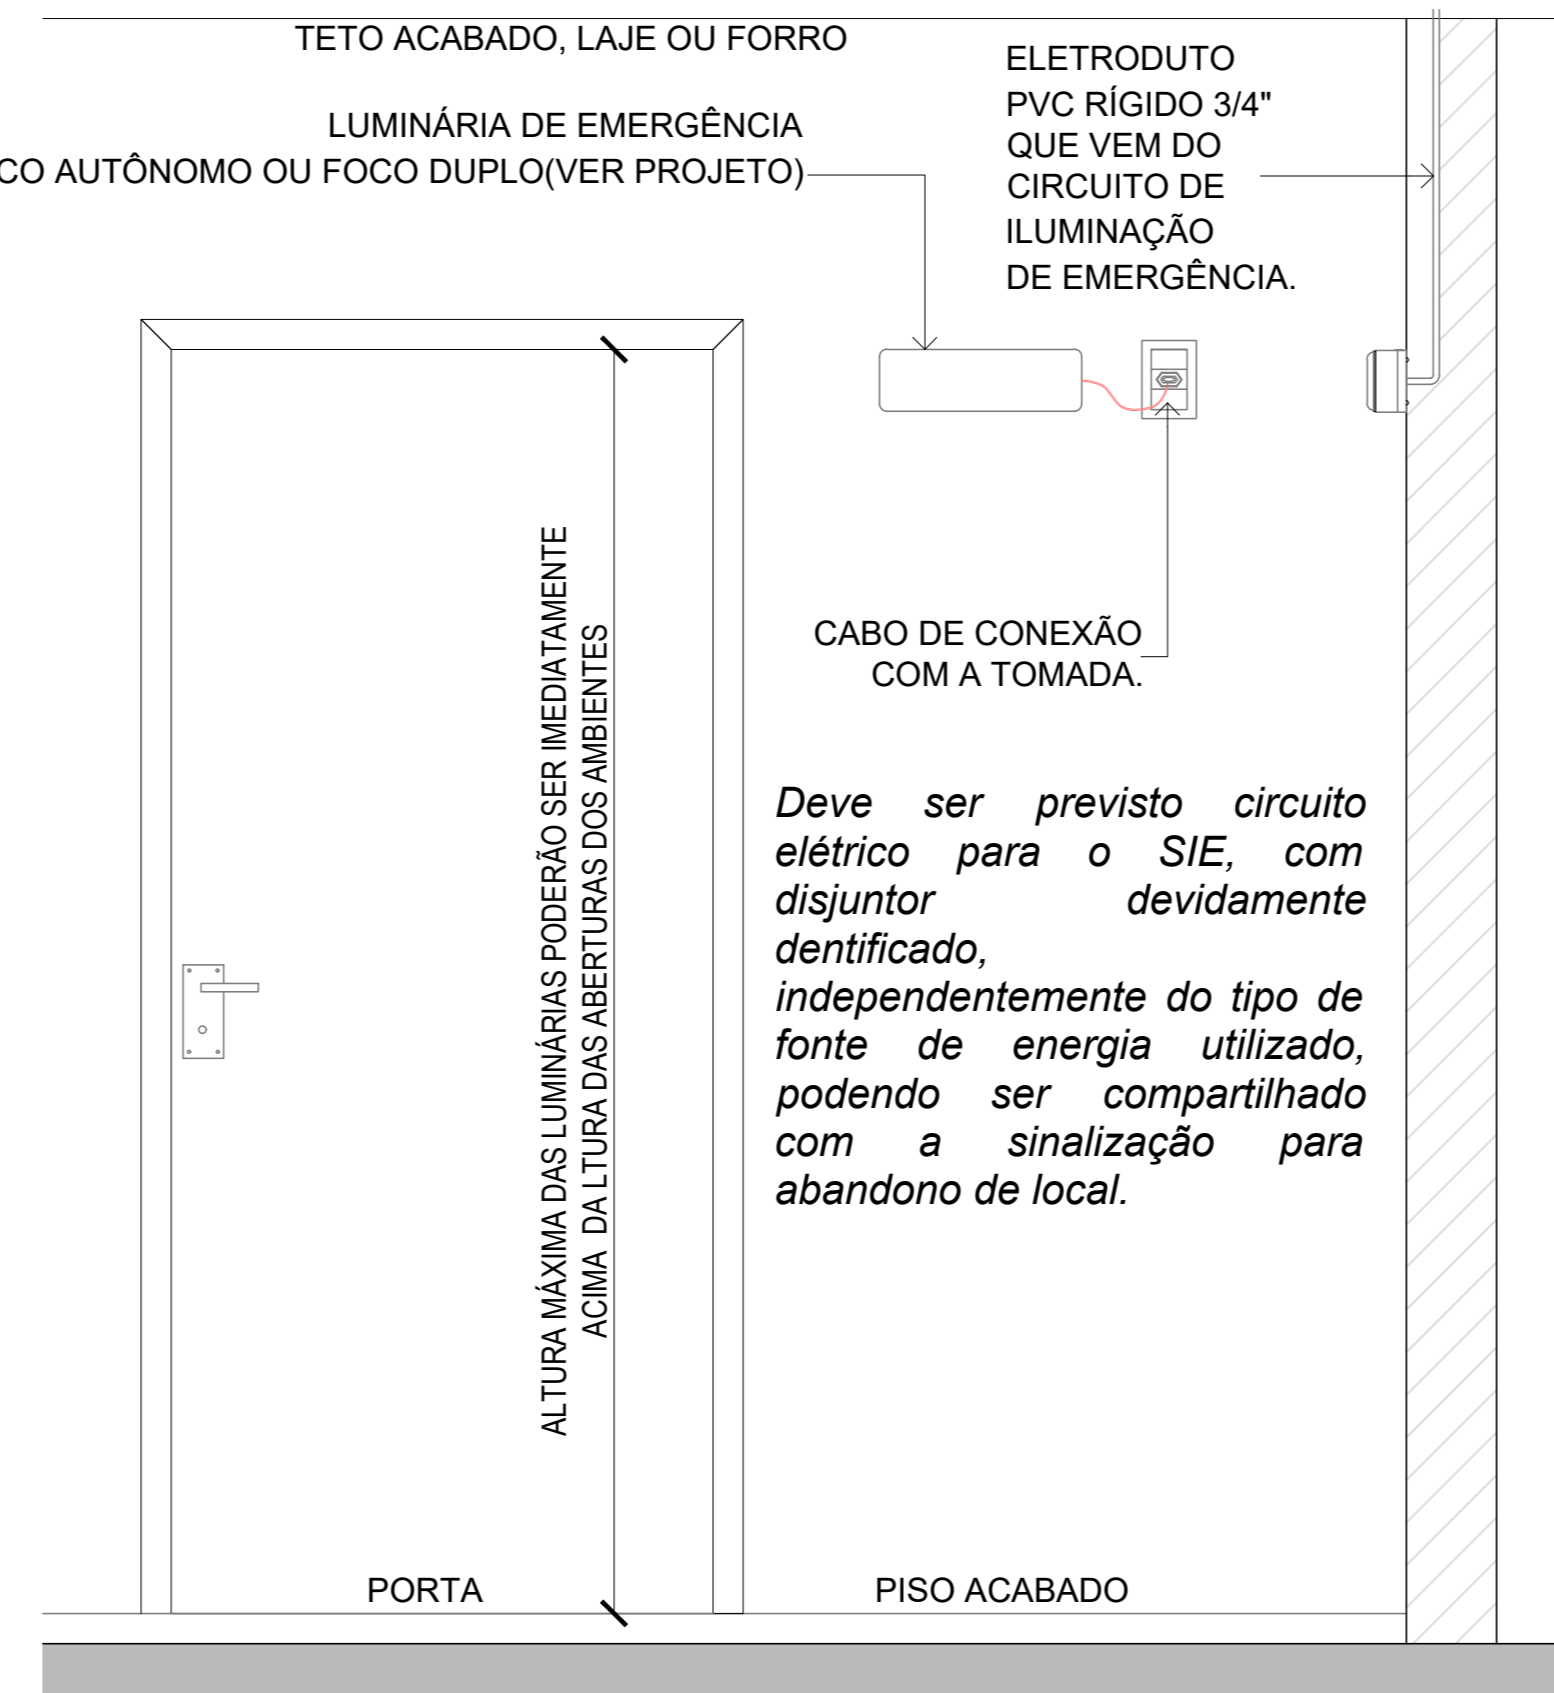 TETO ACABADO, LAJE OU FORRO
LUMINÁRIA DE EMERGÊNCIA
CO AUTÔNOMO OU FOCO DUPLO(VER PROJETO)
ELETRODUTO
PVC RÍGIDO 3/4"
QUE VEM DO
CIRCUITO DE
ILUMINAÇÃO
DE EMERGÊNCIA.
ALTURA MÁXIMA DAS LUMINÁRIAS PODERÃO SER IMEDIATAMENTE
ACIMA DA LTURA DAS ABERTURAS DOS AMBIENTES
CABO DE CONEXÃO
COM A TOMADA.
Deve ser previsto circuito
elétrico para o SIE, com
disjuntor devidamente
dentificado,
independentemente do tipo de
fonte de energia utilizado,
podendo ser compartilhado
com a sinalização para
abandono de local.
PORTA
PISO ACABADO